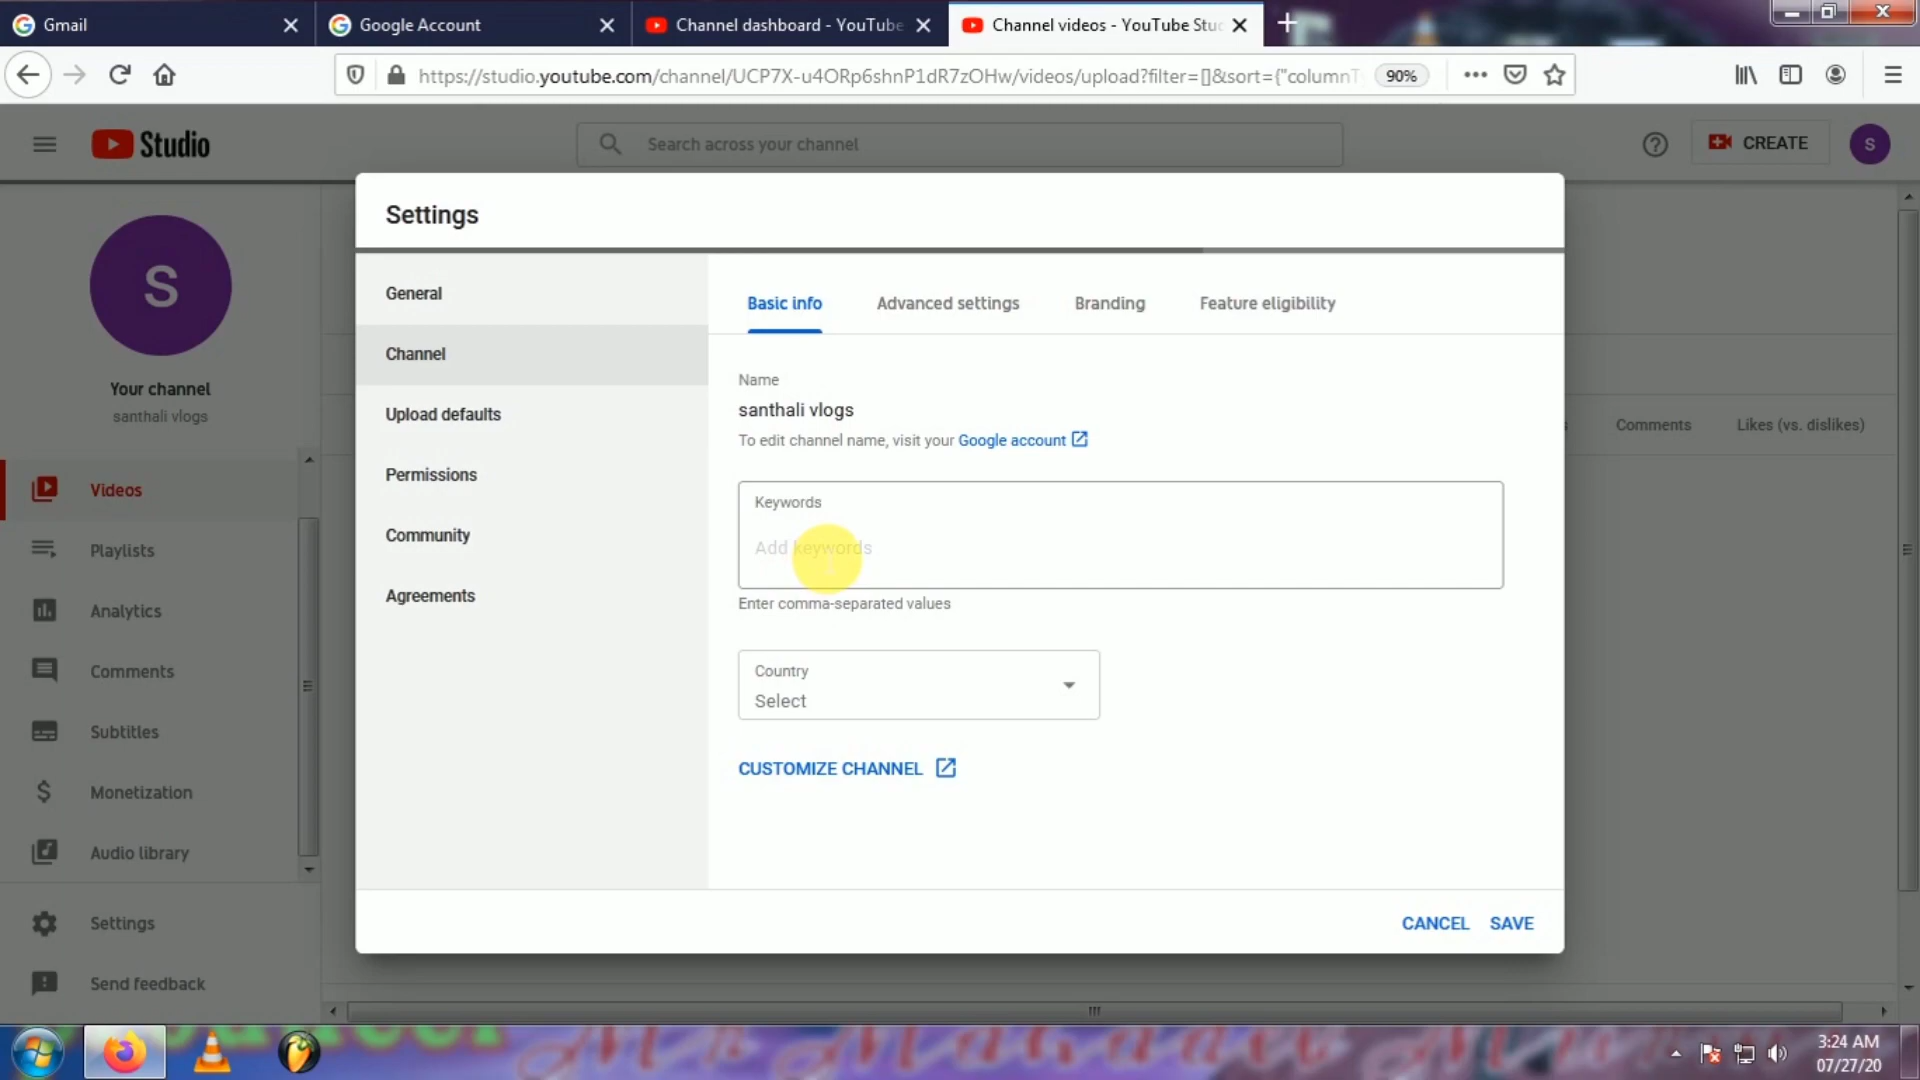 Gmail
Google Account
Channel dashboard - YouTube
Channel videos - YouTube Stu
https://studio.youtube.com/channel/UCP7X-u4ORp6shnP1dR7zOHw/videos/upload?filter=[]&sort={"columnT
90%
Studio
Search across your channel
CREATE
S
Settings
S
Your channel
santhali vlogs
Videos
Playlists
Analytics
Comments
Subtitles
Monetization
Audio library
Settings
Send feedback
General
Channel
Upload defaults
Permissions
Community
Agreements
Basic info
Advanced settings
Branding
Feature eligibility
Name
santhali vlogs
To edit channel name, visit your Google account
Keywords
Add keywords
Enter comma-separated values
Country
Select
CUSTOMIZE CHANNEL
Comments
Likes (vs. dislikes)
CANCEL
SAVE
3:24 AM
07/27/20